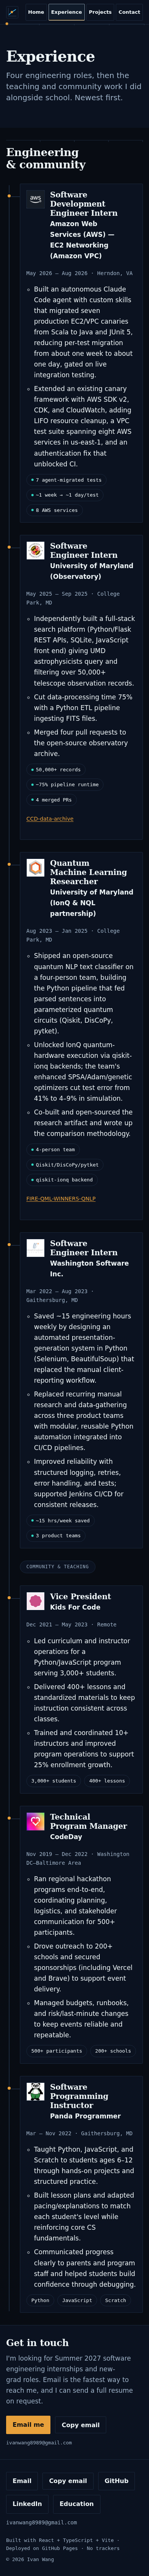 Home Experience Projects Contact
Experience
Four engineering roles, then the
teaching and community work I did
alongside school. Newest first.
Engineering
& community
aws
Software
Development
Engineer Intern
Amazon Web
Services (AWS) —
EC2 Networking
(Amazon VPC)
May 2026 — Aug 2026 · Herndon, VA
Built an autonomous Claude
Code agent with custom skills
that migrated seven
production EC2/VPC canaries
from Scala to Java and JUnit 5,
reducing per-test migration
from about one week to about
one day, gated on live
integration testing.
Extended an existing canary
framework with AWS SDK v2,
CDK, and CloudWatch, adding
LIFO resource cleanup, a VPC
test suite spanning eight AWS
services in us-east-1, and an
authentication fix that
unblocked CI.
7 agent-migrated tests
~1 week → ~1 day/test
8 AWS services
Software
Engineer Intern
University of Maryland
(Observatory)
May 2025 — Sep 2025 · College
Park, MD
Independently built a full-stack
search platform (Python/Flask
REST APIs, SQLite, JavaScript
front end) giving UMD
astrophysicists query and
filtering over 50,000+
telescope observation records.
Cut data-processing time 75%
with a Python ETL pipeline
ingesting FITS files.
Merged four pull requests to
the open-source observatory
archive.
50,000+ records
−75% pipeline runtime
4 merged PRs
CCD-data-archive
Quantum
Machine Learning
Researcher
University of Maryland
(IonQ & NQL
partnership)
Aug 2023 — Jan 2025 · College
Park, MD
Shipped an open-source
quantum NLP text classifier on
a four-person team, building
the Python pipeline that fed
parsed sentences into
parameterized quantum
circuits (Qiskit, DisCoPy,
pytket).
Unlocked IonQ quantum-
hardware execution via qiskit-
ionq backends; the team's
enhanced SPSA/Adam/genetic
optimizers cut test error from
41% to 4–9% in simulation.
Co-built and open-sourced the
research artifact and wrote up
the comparison methodology.
4-person team
Qiskit/DisCoPy/pytket
qiskit-ionq backend
FIRE-QML-WINNERS-QNLP
Software
Engineer Intern
Washington Software
Inc.
Mar 2022 — Aug 2023 ·
Gaithersburg, MD
Saved ~15 engineering hours
weekly by designing an
automated presentation-
generation system in Python
(Selenium, BeautifulSoup) that
replaced the manual client-
reporting workflow.
Replaced recurring manual
research and data-gathering
across three product teams
with modular, reusable Python
automation integrated into
CI/CD pipelines.
Improved reliability with
structured logging, retries,
error handling, and tests;
supported Jenkins CI/CD for
consistent releases.
~15 hrs/week saved
3 product teams
COMMUNITY & TEACHING
Vice President
Kids For Code
Dec 2021 — May 2023 · Remote
Led curriculum and instructor
operations for a
Python/JavaScript program
serving 3,000+ students.
Delivered 400+ lessons and
standardized materials to keep
instruction consistent across
classes.
Trained and coordinated 10+
instructors and improved
program operations to support
25% enrollment growth.
3,000+ students 400+ lessons
Technical
Program Manager
CodeDay
Nov 2019 — Dec 2022 · Washington
DC–Baltimore Area
Ran regional hackathon
programs end-to-end,
coordinating planning,
logistics, and stakeholder
communication for 500+
participants.
Drove outreach to 200+
schools and secured
sponsorships (including Vercel
and Brave) to support event
delivery.
Managed budgets, runbooks,
and risk/last-minute changes
to keep events reliable and
repeatable.
500+ participants 200+ schools
Software
Programming
Instructor
Panda Programmer
Mar — Nov 2022 · Gaithersburg, MD
Taught Python, JavaScript, and
Scratch to students ages 6–12
through hands-on projects and
structured practice.
Built lesson plans and adapted
pacing/explanations to match
each student's level while
reinforcing core CS
fundamentals.
Communicated progress
clearly to parents and program
staff and helped students build
confidence through debugging.
Python JavaScript Scratch
Get in touch
I'm looking for Summer 2027 software
engineering internships and new-
grad roles. Email is the fastest way to
reach me, and I can send a full resume
on request.
Email me Copy email
ivanwang8989@gmail.com
Email Copy email GitHub
LinkedIn Education
ivanwang8989@gmail.com
Built with React + TypeScript + Vite ·
Deployed on GitHub Pages · No trackers
© 2026 Ivan Wang